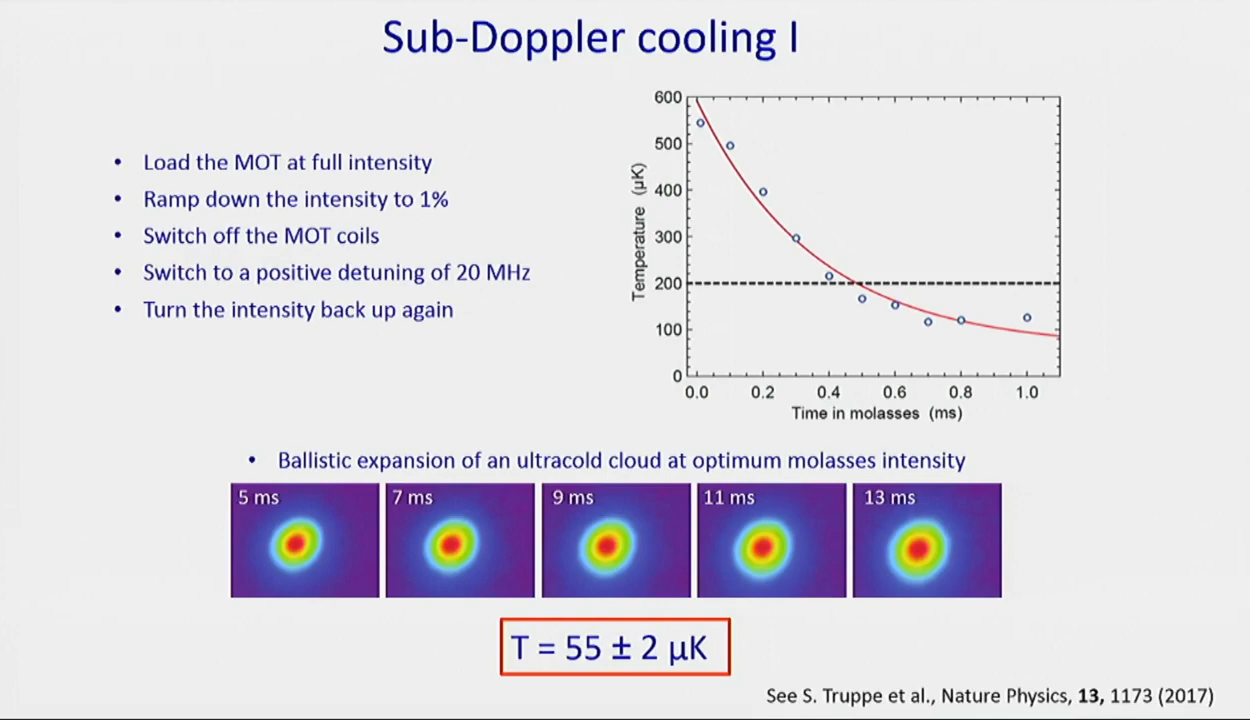 Sub-Doppler cooling I
• Load the MOT at full intensity
• Ramp down the intensity to 1%
• Switch off the MOT coils
• Switch to a positive detuning of 20 MHz
• Turn the intensity back up again
600
500
400
300
200
100
0
Temperature (μK)
0.0 0.2 0.4 0.6 0.8 1.0
Time in molasses (ms)
• Ballistic expansion of an ultracold cloud at optimum molasses intensity
5 ms 7 ms 9 ms 11 ms 13 ms
T = 55 ± 2 μK
See S. Truppe et al., Nature Physics, 13, 1173 (2017)